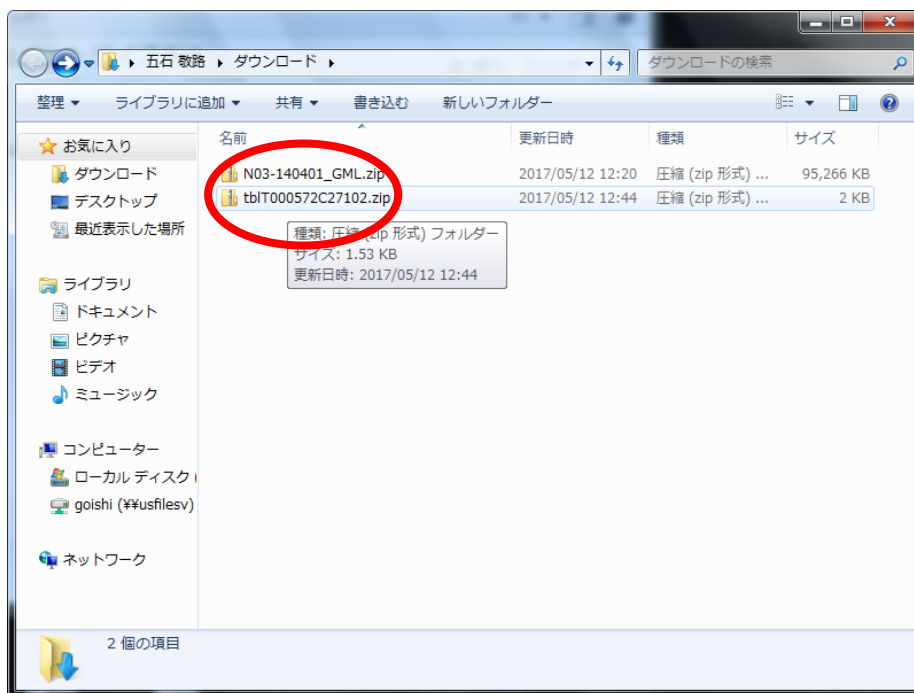 五石 敬路 ▸ ダウンロード ▸
ダウンロードの検索
整理 ▼ ライブラリに追加 ▼ 共有 ▼ 書き込む 新しいフォルダー
お気に入り
ダウンロード
デスクトップ
最近表示した場所
ライブラリ
ドキュメント
ピクチャ
ビデオ
ミュージック
コンピューター
ローカル ディスク (
goishi (¥¥usfilesv)
ネットワーク
名前 更新日時 種類 サイズ
N03-140401_GML.zip 2017/05/12 12:20 圧縮 (zip 形式) ... 95,266 KB
tblT000572C27102.zip 2017/05/12 12:44 圧縮 (zip 形式) ... 2 KB
種類: 圧縮 (zip 形式) フォルダー
サイズ: 1.53 KB
更新日時: 2017/05/12 12:44
2 個の項目